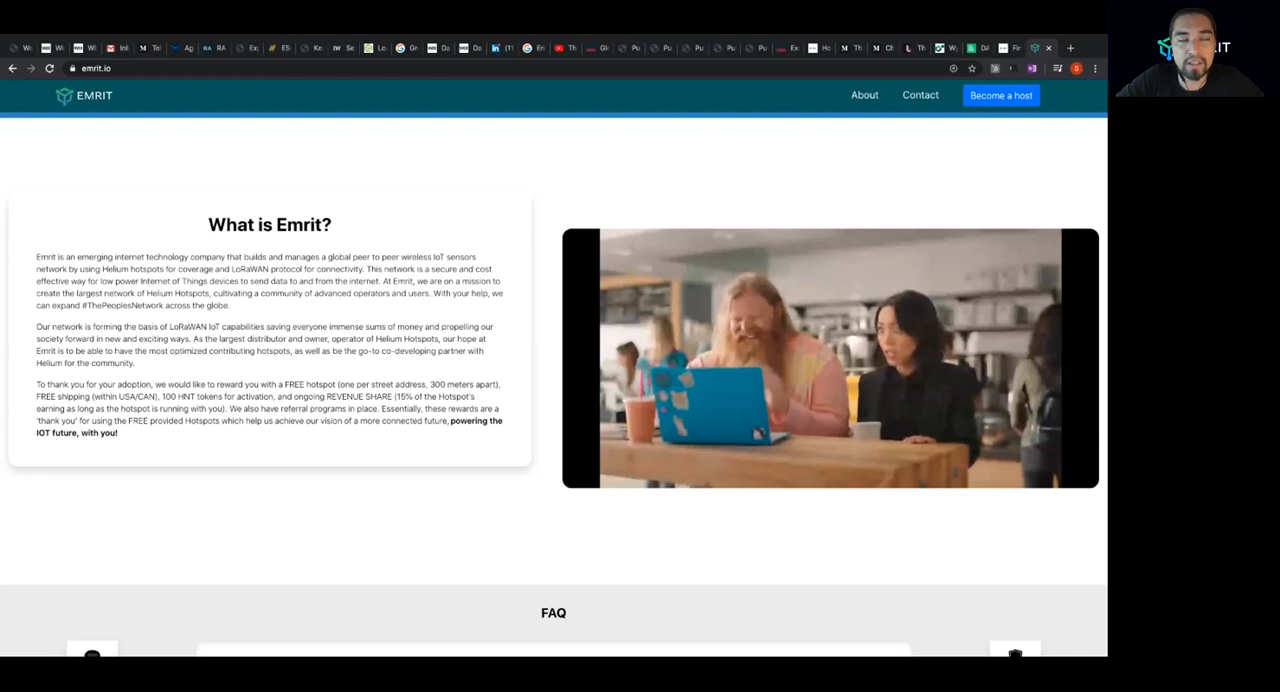 emrit.io
EMRIT
About
Contact
Become a host
What is Emrit?
Emrit is an emerging internet technology company that builds and manages a global peer to peer wireless IoT sensors
network by using Helium hotspots for coverage and LoRaWAN protocol for connectivity. This network is a secure and cost
effective way for low power Internet of Things devices to send data to and from the internet. At Emrit, we are on a mission to
create the largest network of Helium Hotspots, cultivating a community of advanced operators and users. With your help, we
can expand #ThePeoplesNetwork across the globe.
Our network is forming the basis of LoRaWAN IoT capabilities saving everyone immense sums of money and propelling our
society forward in new and exciting ways. As the largest distributor and owner, operator of Helium Hotspots, our hope at
Emrit is to be able to have the most optimized contributing hotspots, as well as be the go-to co-developing partner with
Helium for the community.
To thank you for your adoption, we would like to reward you with a FREE hotspot (one per street address, 300 meters apart),
FREE shipping (within USA/CAN), 100 HNT tokens for activation, and ongoing REVENUE SHARE (15% of the Hotspot's
earning as long as the hotspot is running with you). We also have referral programs in place. Essentially, these rewards are a
'thank you' for using the FREE provided Hotspots which help us achieve our vision of a more connected future, powering the
IOT future, with you!
FAQ